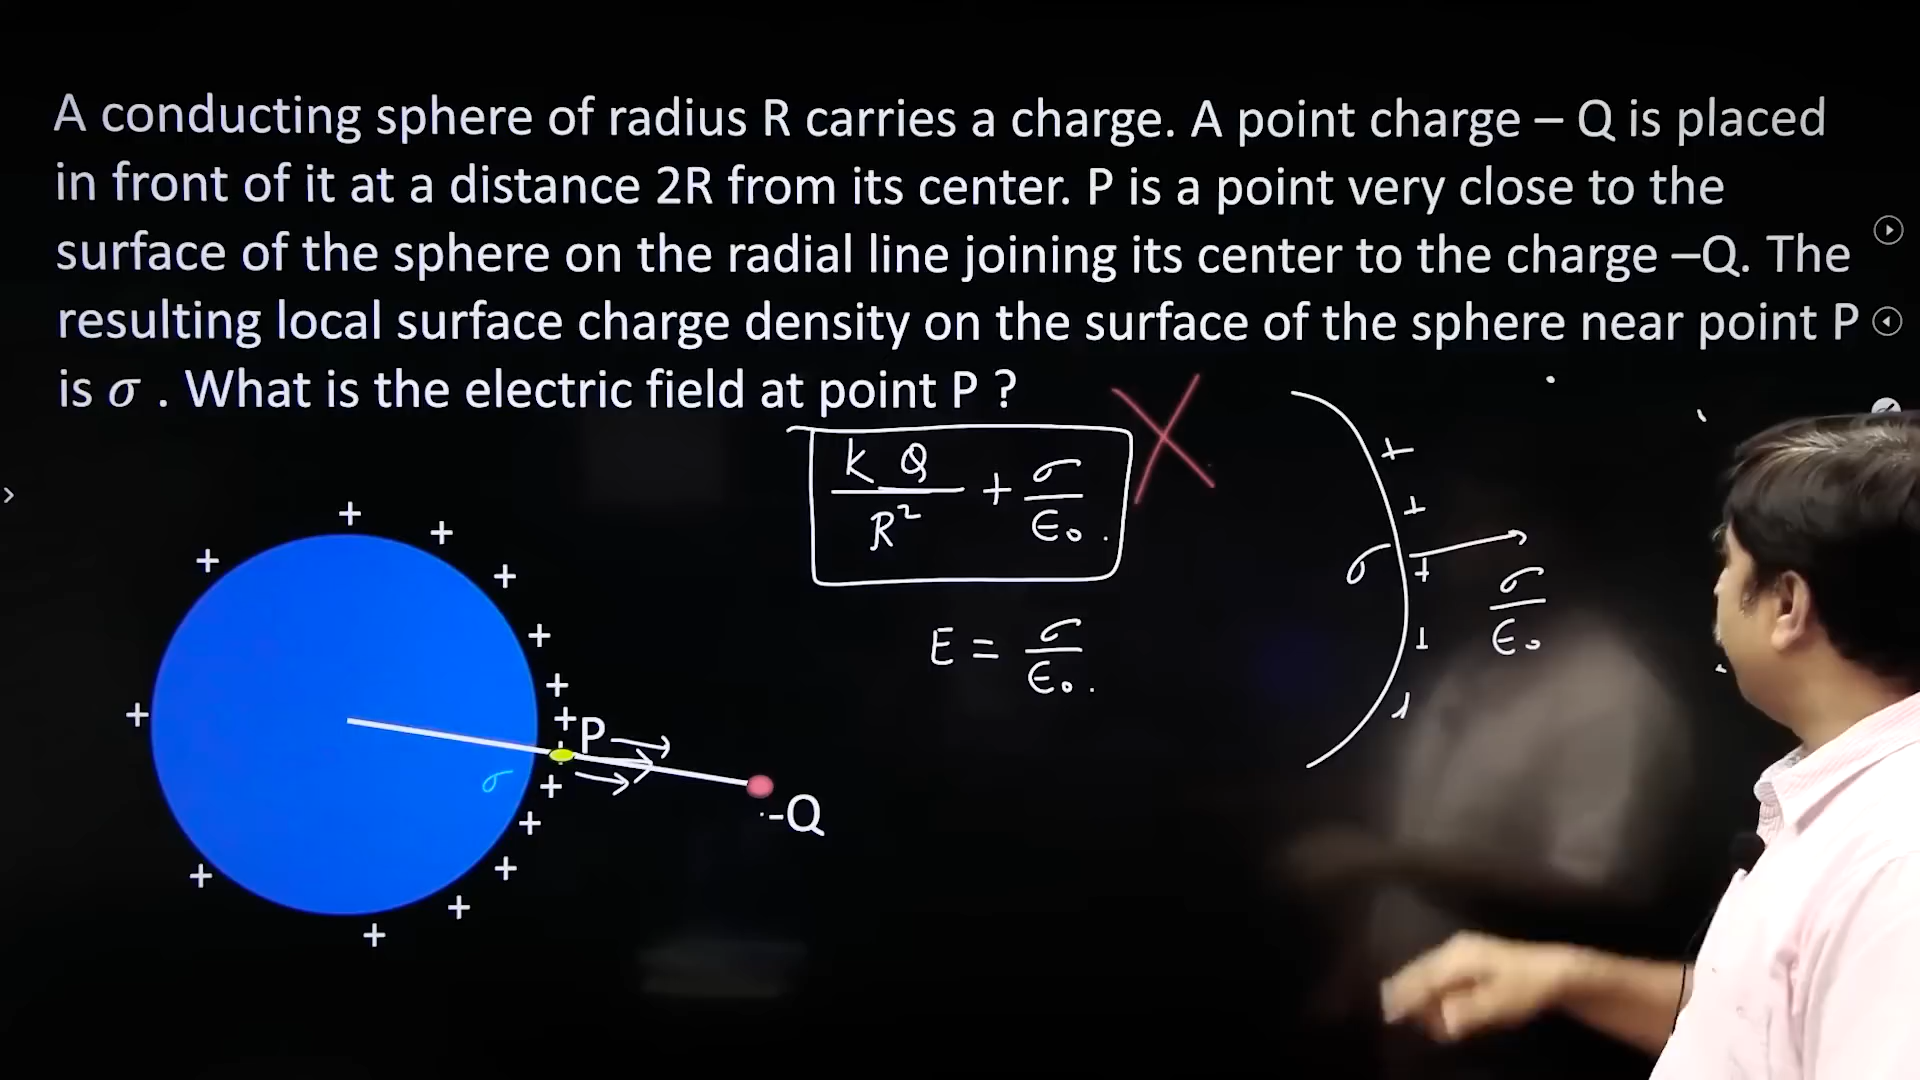 A conducting sphere of radius R carries a charge. A point charge – Q is placed
in front of it at a distance 2R from its center. P is a point very close to the
surface of the sphere on the radial line joining its center to the charge –Q. The
resulting local surface charge density on the surface of the sphere near point P
is σ . What is the electric field at point P ?
kQ/R² + σ/ε₀.
E = σ/ε₀.
σ
σ/ε₀
+ + + + + + + + + + + + + +
P
σ
-Q
+ + + + +